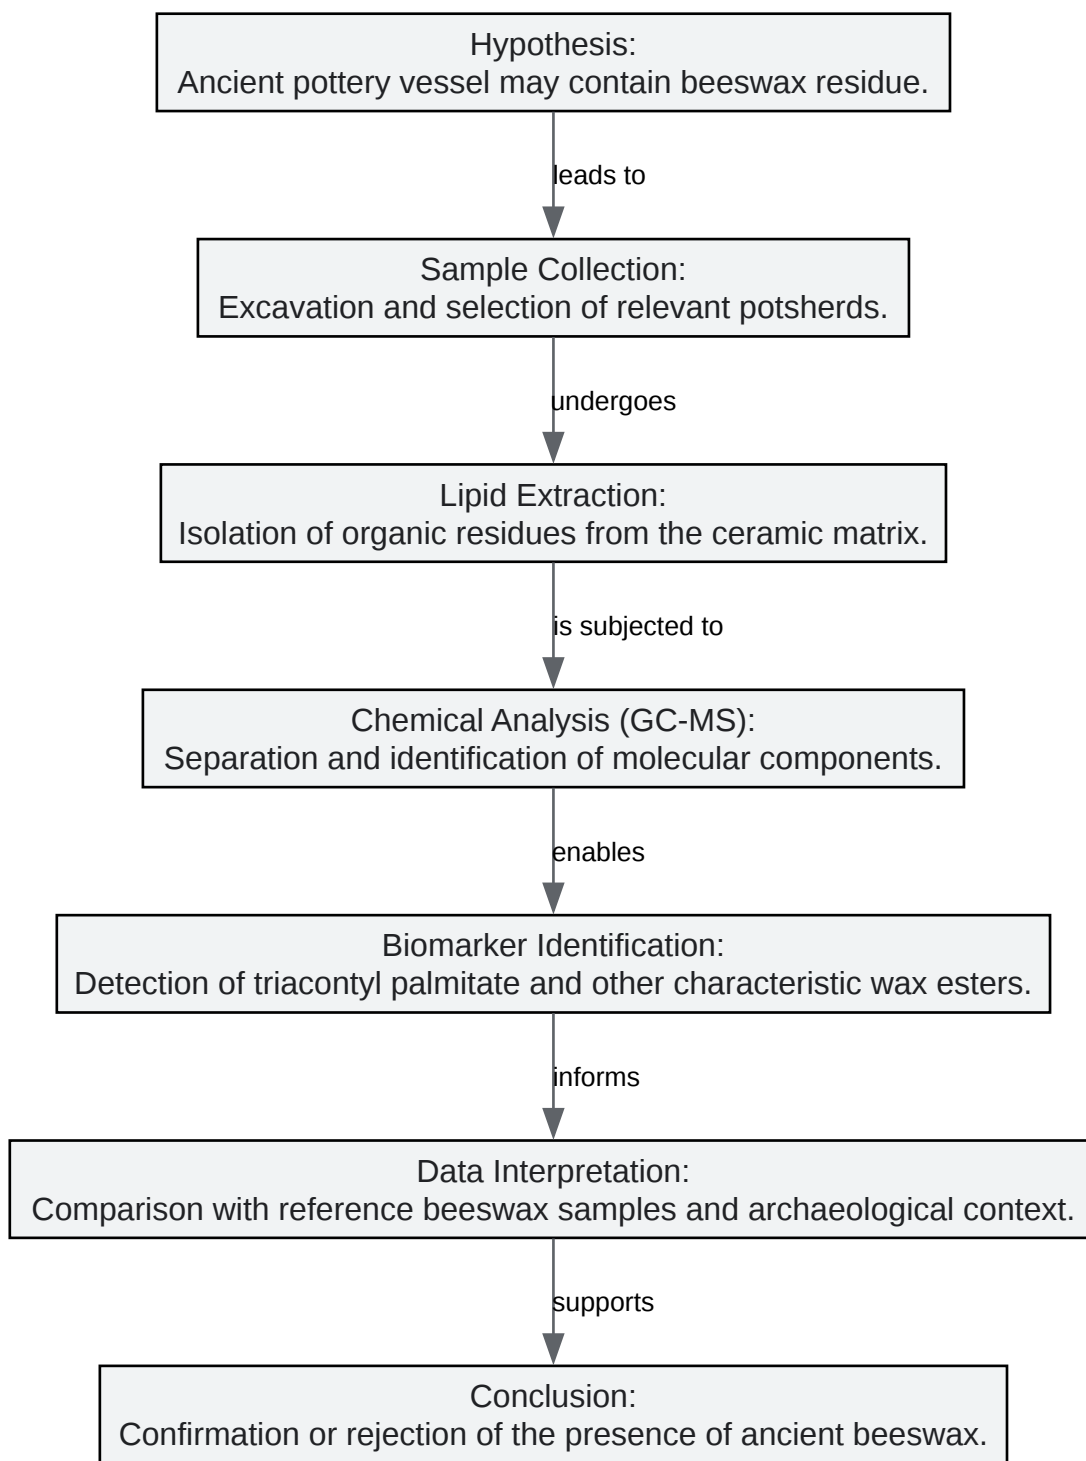 Hypothesis:
Ancient pottery vessel may contain beeswax residue.
leads to
Sample Collection:
Excavation and selection of relevant potsherds.
undergoes
Lipid Extraction:
Isolation of organic residues from the ceramic matrix.
is subjected to
Chemical Analysis (GC-MS):
Separation and identification of molecular components.
enables
Biomarker Identification:
Detection of triacontyl palmitate and other characteristic wax esters.
informs
Data Interpretation:
Comparison with reference beeswax samples and archaeological context.
supports
Conclusion:
Confirmation or rejection of the presence of ancient beeswax.